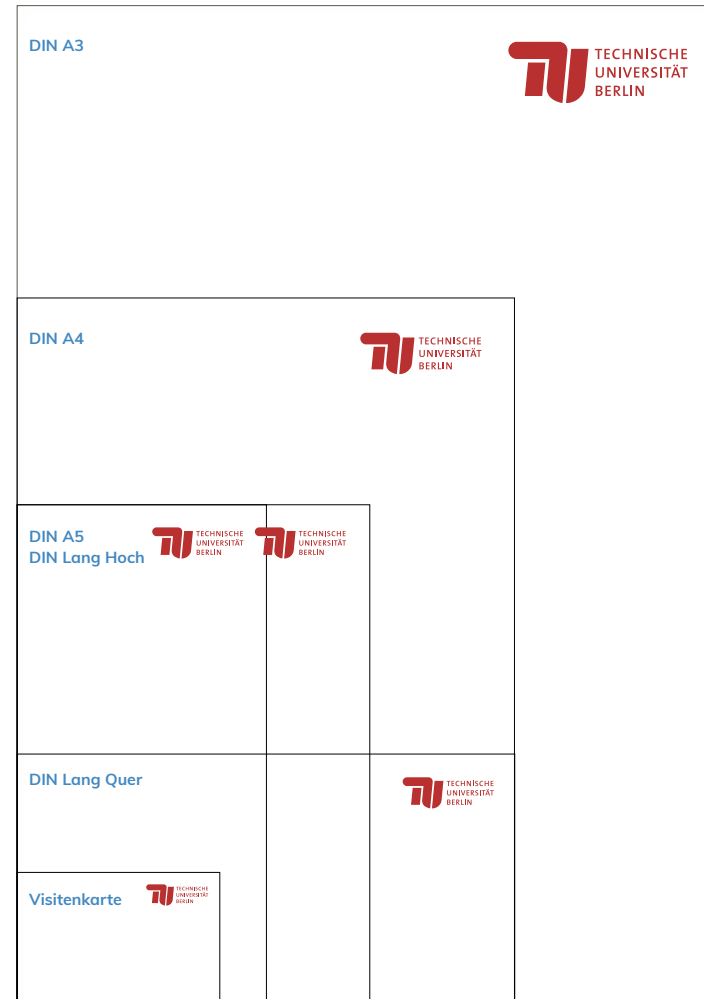 DIN A3
TECHNISCHE
UNIVERSITÄT
BERLIN
DIN A4
TECHNISCHE
UNIVERSITÄT
BERLIN
DIN A5
DIN Lang Hoch
TECHNISCHE
UNIVERSITÄT
BERLIN
TECHNISCHE
UNIVERSITÄT
BERLIN
DIN Lang Quer
TECHNISCHE
UNIVERSITÄT
BERLIN
Visitenkarte
TECHNISCHE
UNIVERSITÄT
BERLIN